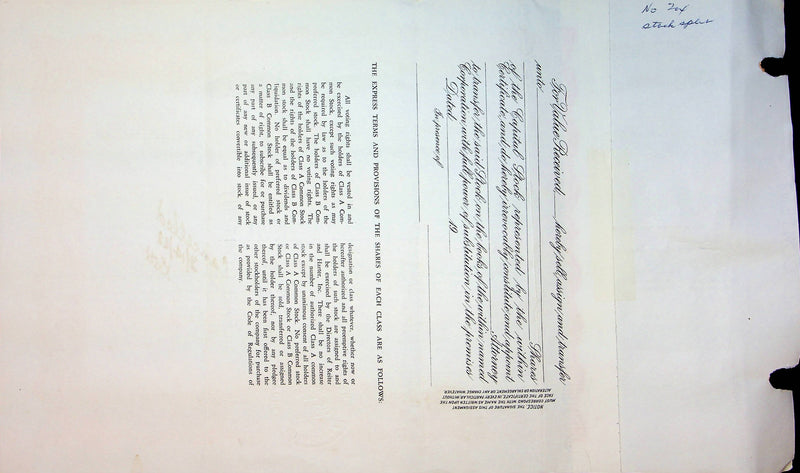 No 2 for
stock split
For Value Received, hereby sell, assign and transfer
unto
Shares
of the Capital Stock represented by the within
Certificate, and do hereby irrevocably constitute and appoint
Attorney
to transfer the said Stock on the books of the within named
Corporation with full power of substitution in the premises.
Dated 19
In presence of
NOTICE. THE SIGNATURE OF THIS ASSIGNMENT
MUST CORRESPOND WITH THE NAME AS WRITTEN UPON THE
FACE OF THE CERTIFICATE, IN EVERY PARTICULAR, WITHOUT
ALTERATION OR ENLARGEMENT, OR ANY CHANGE WHATEVER.
THE EXPRESS TERMS AND PROVISIONS OF THE SHARES OF EACH CLASS ARE AS FOLLOWS:
All voting rights shall be vested in and
be exercised by the holders of Class A Com-
mon Stock, except such voting rights as may
be required by law as to the holders of the
preferred stock. The holders of Class B Com-
mon Stock shall have no voting rights. The
rights of the holders of Class A Common Stock
and the rights of the holders of Class B Com-
mon stock shall be equal as to dividends and
liquidation. No holder of preferred stock or
Class B Common Stock shall be entitled as
a matter of right, to subscribe for or purchase
any part of any subsequently issued, or any
part of any new or additional issue of stock
or certificates convertible into stock of any
designation or class whatever, whether now or
hereafter authorized and all preemptive rights of
the holders of such stock are assigned to and
shall be exercised by the Directors of Reiter
and Harter, Inc. There shall be no increase
in the number of authorized Class A common
stock except by unanimous consent of all holders
of Class A Common Stock. No preferred stock
or Class A Common Stock or Class B Common
Stock shall be sold, transferred or assigned
by the holder thereof, nor by any pledgee
thereof, until it has been first offered to the
other stockholders of the company for purchase
as provided by the Code of Regulations of
the company.